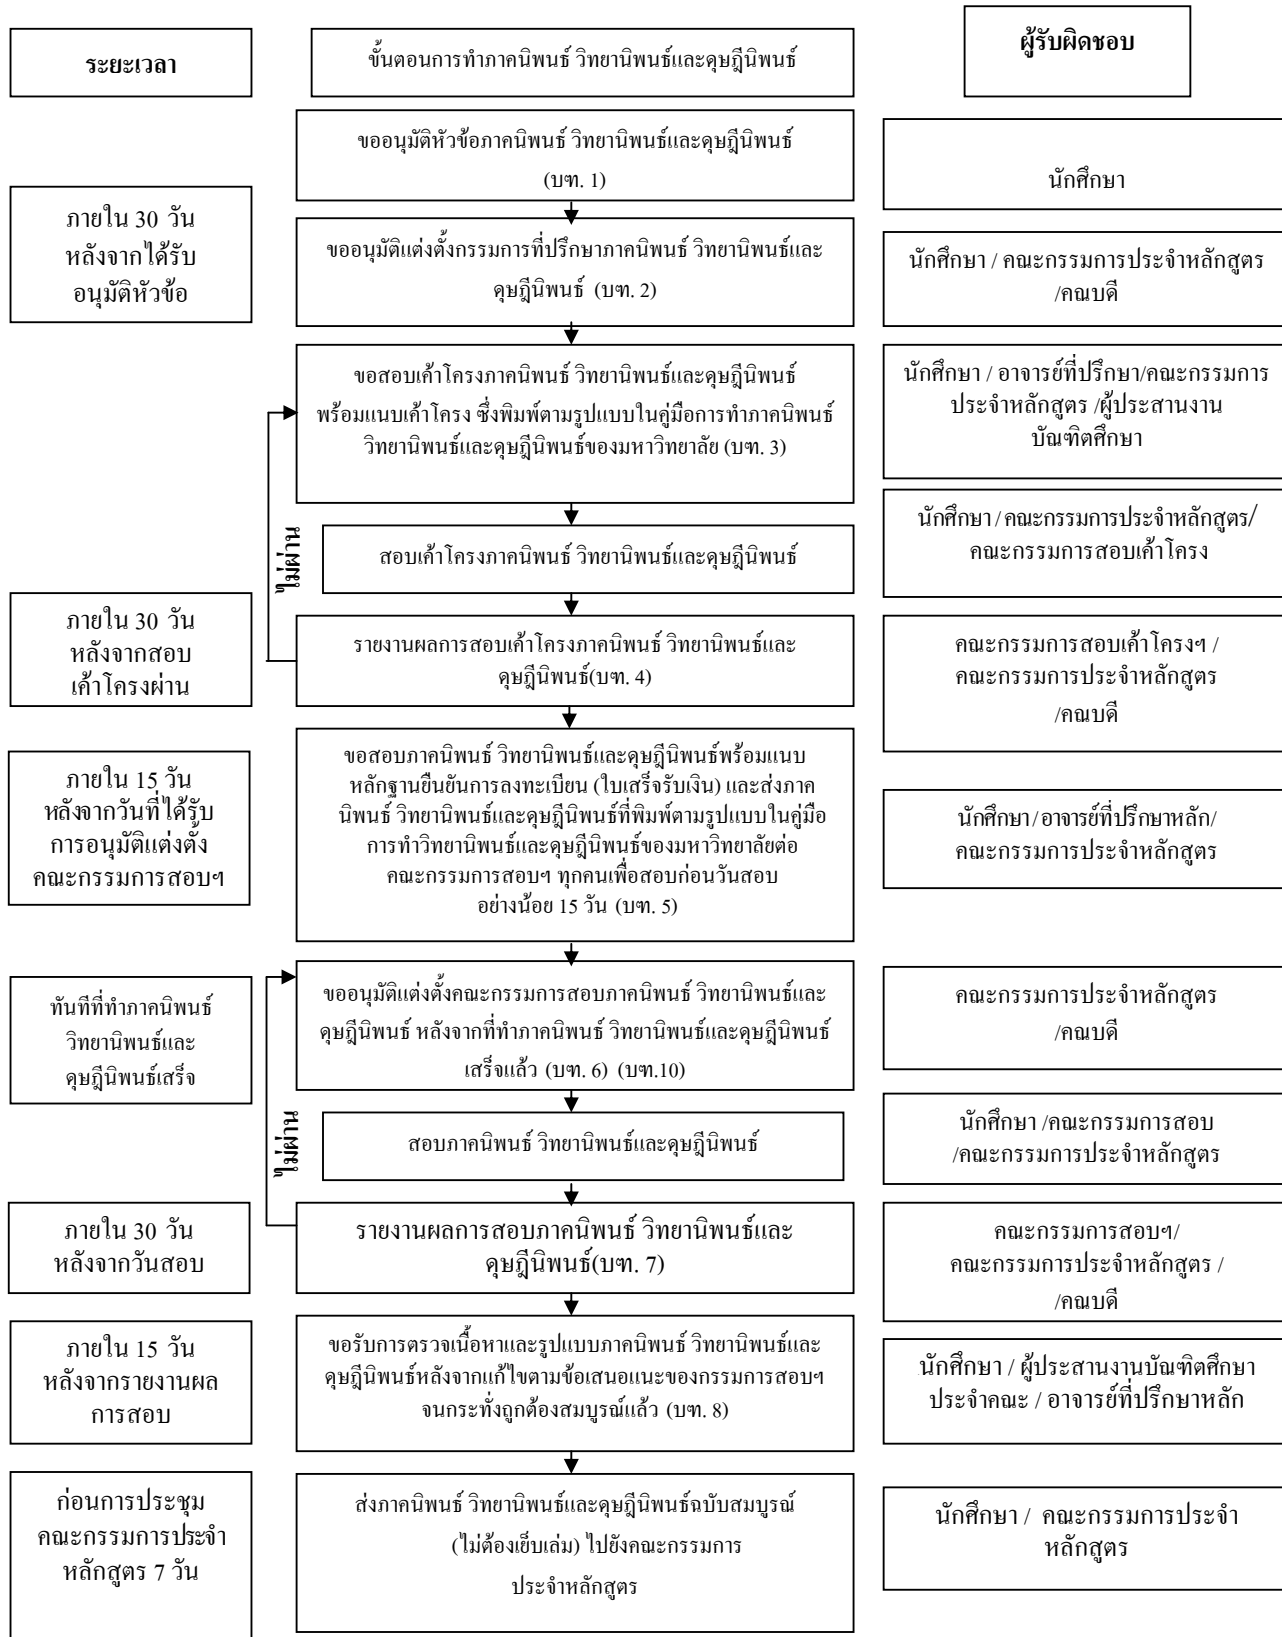 ระยะเวลา
ขั้นตอนการทำภาคนิพนธ์ วิทยานิพนธ์และดุษฎีนิพนธ์
ผู้รับผิดชอบ
ขออนุมัติหัวข้อภาคนิพนธ์ วิทยานิพนธ์และดุษฎีนิพนธ์
(บฑ. 1)
นักศึกษา
ภายใน 30 วัน
หลังจากได้รับ
อนุมัติหัวข้อ
ขออนุมัติแต่งตั้งกรรมการที่ปรึกษาภาคนิพนธ์ วิทยานิพนธ์และ
ดุษฎีนิพนธ์ (บฑ. 2)
นักศึกษา / คณะกรรมการประจำหลักสูตร
/คณบดี
ขอสอบเค้าโครงภาคนิพนธ์ วิทยานิพนธ์และดุษฎีนิพนธ์
พร้อมแนบเค้าโครง ซึ่งพิมพ์ตามรูปแบบในคู่มือการทำภาคนิพนธ์
วิทยานิพนธ์และดุษฎีนิพนธ์ของมหาวิทยาลัย (บฑ. 3)
นักศึกษา / อาจารย์ที่ปรึกษา/คณะกรรมการ
ประจำหลักสูตร /ผู้ประสานงาน
บัณฑิตศึกษา
ไม่ผ่าน
สอบเค้าโครงภาคนิพนธ์ วิทยานิพนธ์และดุษฎีนิพนธ์
นักศึกษา / คณะกรรมการประจำหลักสูตร/
คณะกรรมการสอบเค้าโครง
ภายใน 30 วัน
หลังจากสอบ
เค้าโครงผ่าน
รายงานผลการสอบเค้าโครงภาคนิพนธ์ วิทยานิพนธ์และ
ดุษฎีนิพนธ์(บฑ. 4)
คณะกรรมการสอบเค้าโครงฯ /
คณะกรรมการประจำหลักสูตร
/คณบดี
ภายใน 15 วัน
หลังจากวันที่ได้รับ
การอนุมัติแต่งตั้ง
คณะกรรมการสอบฯ
ขอสอบภาคนิพนธ์ วิทยานิพนธ์และดุษฎีนิพนธ์พร้อมแนบ
หลักฐานยืนยันการลงทะเบียน (ใบเสร็จรับเงิน) และส่งภาค
นิพนธ์ วิทยานิพนธ์และดุษฎีนิพนธ์ที่พิมพ์ตามรูปแบบในคู่มือ
การทำวิทยานิพนธ์และดุษฎีนิพนธ์ของมหาวิทยาลัยต่อ
คณะกรรมการสอบฯ ทุกคนเพื่อสอบก่อนวันสอบ
อย่างน้อย 15 วัน (บฑ. 5)
นักศึกษา/อาจารย์ที่ปรึกษาหลัก/
คณะกรรมการประจำหลักสูตร
ทันทีที่ทำภาคนิพนธ์
วิทยานิพนธ์และ
ดุษฎีนิพนธ์เสร็จ
ขออนุมัติแต่งตั้งคณะกรรมการสอบภาคนิพนธ์ วิทยานิพนธ์และ
ดุษฎีนิพนธ์ หลังจากที่ทำภาคนิพนธ์ วิทยานิพนธ์และดุษฎีนิพนธ์
เสร็จแล้ว (บฑ. 6) (บฑ.10)
คณะกรรมการประจำหลักสูตร
/คณบดี
ไม่ผ่าน
สอบภาคนิพนธ์ วิทยานิพนธ์และดุษฎีนิพนธ์
นักศึกษา /คณะกรรมการสอบ
/คณะกรรมการประจำหลักสูตร
ภายใน 30 วัน
หลังจากวันสอบ
รายงานผลการสอบภาคนิพนธ์ วิทยานิพนธ์และ
ดุษฎีนิพนธ์(บฑ. 7)
คณะกรรมการสอบฯ/
คณะกรรมการประจำหลักสูตร /
/คณบดี
ภายใน 15 วัน
หลังจากรายงานผล
การสอบ
ขอรับการตรวจเนื้อหาและรูปแบบภาคนิพนธ์ วิทยานิพนธ์และ
ดุษฎีนิพนธ์หลังจากแก้ไขตามข้อเสนอแนะของกรรมการสอบฯ
จนกระทั่งถูกต้องสมบูรณ์แล้ว (บฑ. 8)
นักศึกษา / ผู้ประสานงานบัณฑิตศึกษา
ประจำคณะ / อาจารย์ที่ปรึกษาหลัก
ก่อนการประชุม
คณะกรรมการประจำ
หลักสูตร 7 วัน
ส่งภาคนิพนธ์ วิทยานิพนธ์และดุษฎีนิพนธ์ฉบับสมบูรณ์
(ไม่ต้องเย็บเล่ม) ไปยังคณะกรรมการ
ประจำหลักสูตร
นักศึกษา / คณะกรรมการประจำ
หลักสูตร